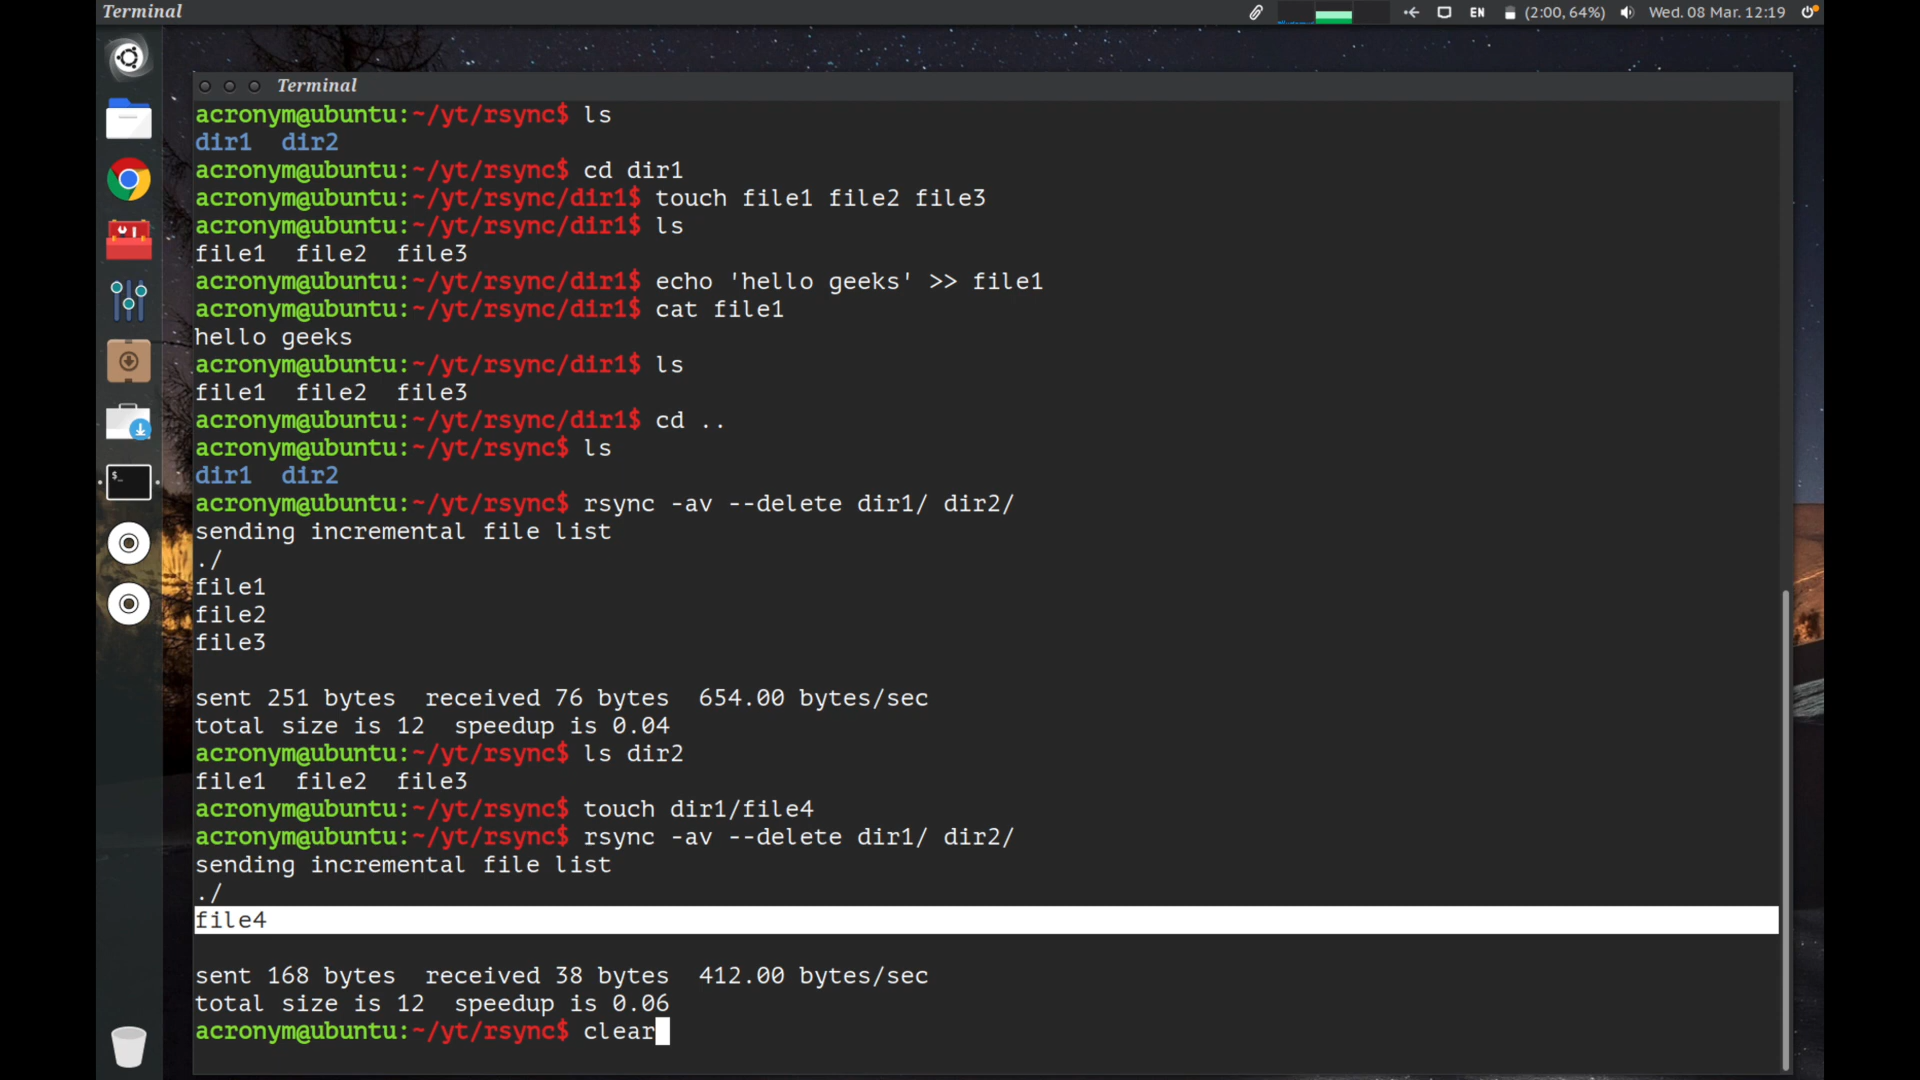 Terminal
EN
(2:00, 64%)
Wed. 08 Mar. 12:19
Terminal
acronym@ubuntu:~/yt/rsync$ ls
dir1  dir2
acronym@ubuntu:~/yt/rsync$ cd dir1
acronym@ubuntu:~/yt/rsync/dir1$ touch file1 file2 file3
acronym@ubuntu:~/yt/rsync/dir1$ ls
file1  file2  file3
acronym@ubuntu:~/yt/rsync/dir1$ echo 'hello geeks' >> file1
acronym@ubuntu:~/yt/rsync/dir1$ cat file1
hello geeks
acronym@ubuntu:~/yt/rsync/dir1$ ls
file1  file2  file3
acronym@ubuntu:~/yt/rsync/dir1$ cd ..
acronym@ubuntu:~/yt/rsync$ ls
dir1  dir2
acronym@ubuntu:~/yt/rsync$ rsync -av --delete dir1/ dir2/
sending incremental file list
./
file1
file2
file3
sent 251 bytes  received 76 bytes  654.00 bytes/sec
total size is 12  speedup is 0.04
acronym@ubuntu:~/yt/rsync$ ls dir2
file1  file2  file3
acronym@ubuntu:~/yt/rsync$ touch dir1/file4
acronym@ubuntu:~/yt/rsync$ rsync -av --delete dir1/ dir2/
sending incremental file list
./
file4
sent 168 bytes  received 38 bytes  412.00 bytes/sec
total size is 12  speedup is 0.06
acronym@ubuntu:~/yt/rsync$ clear